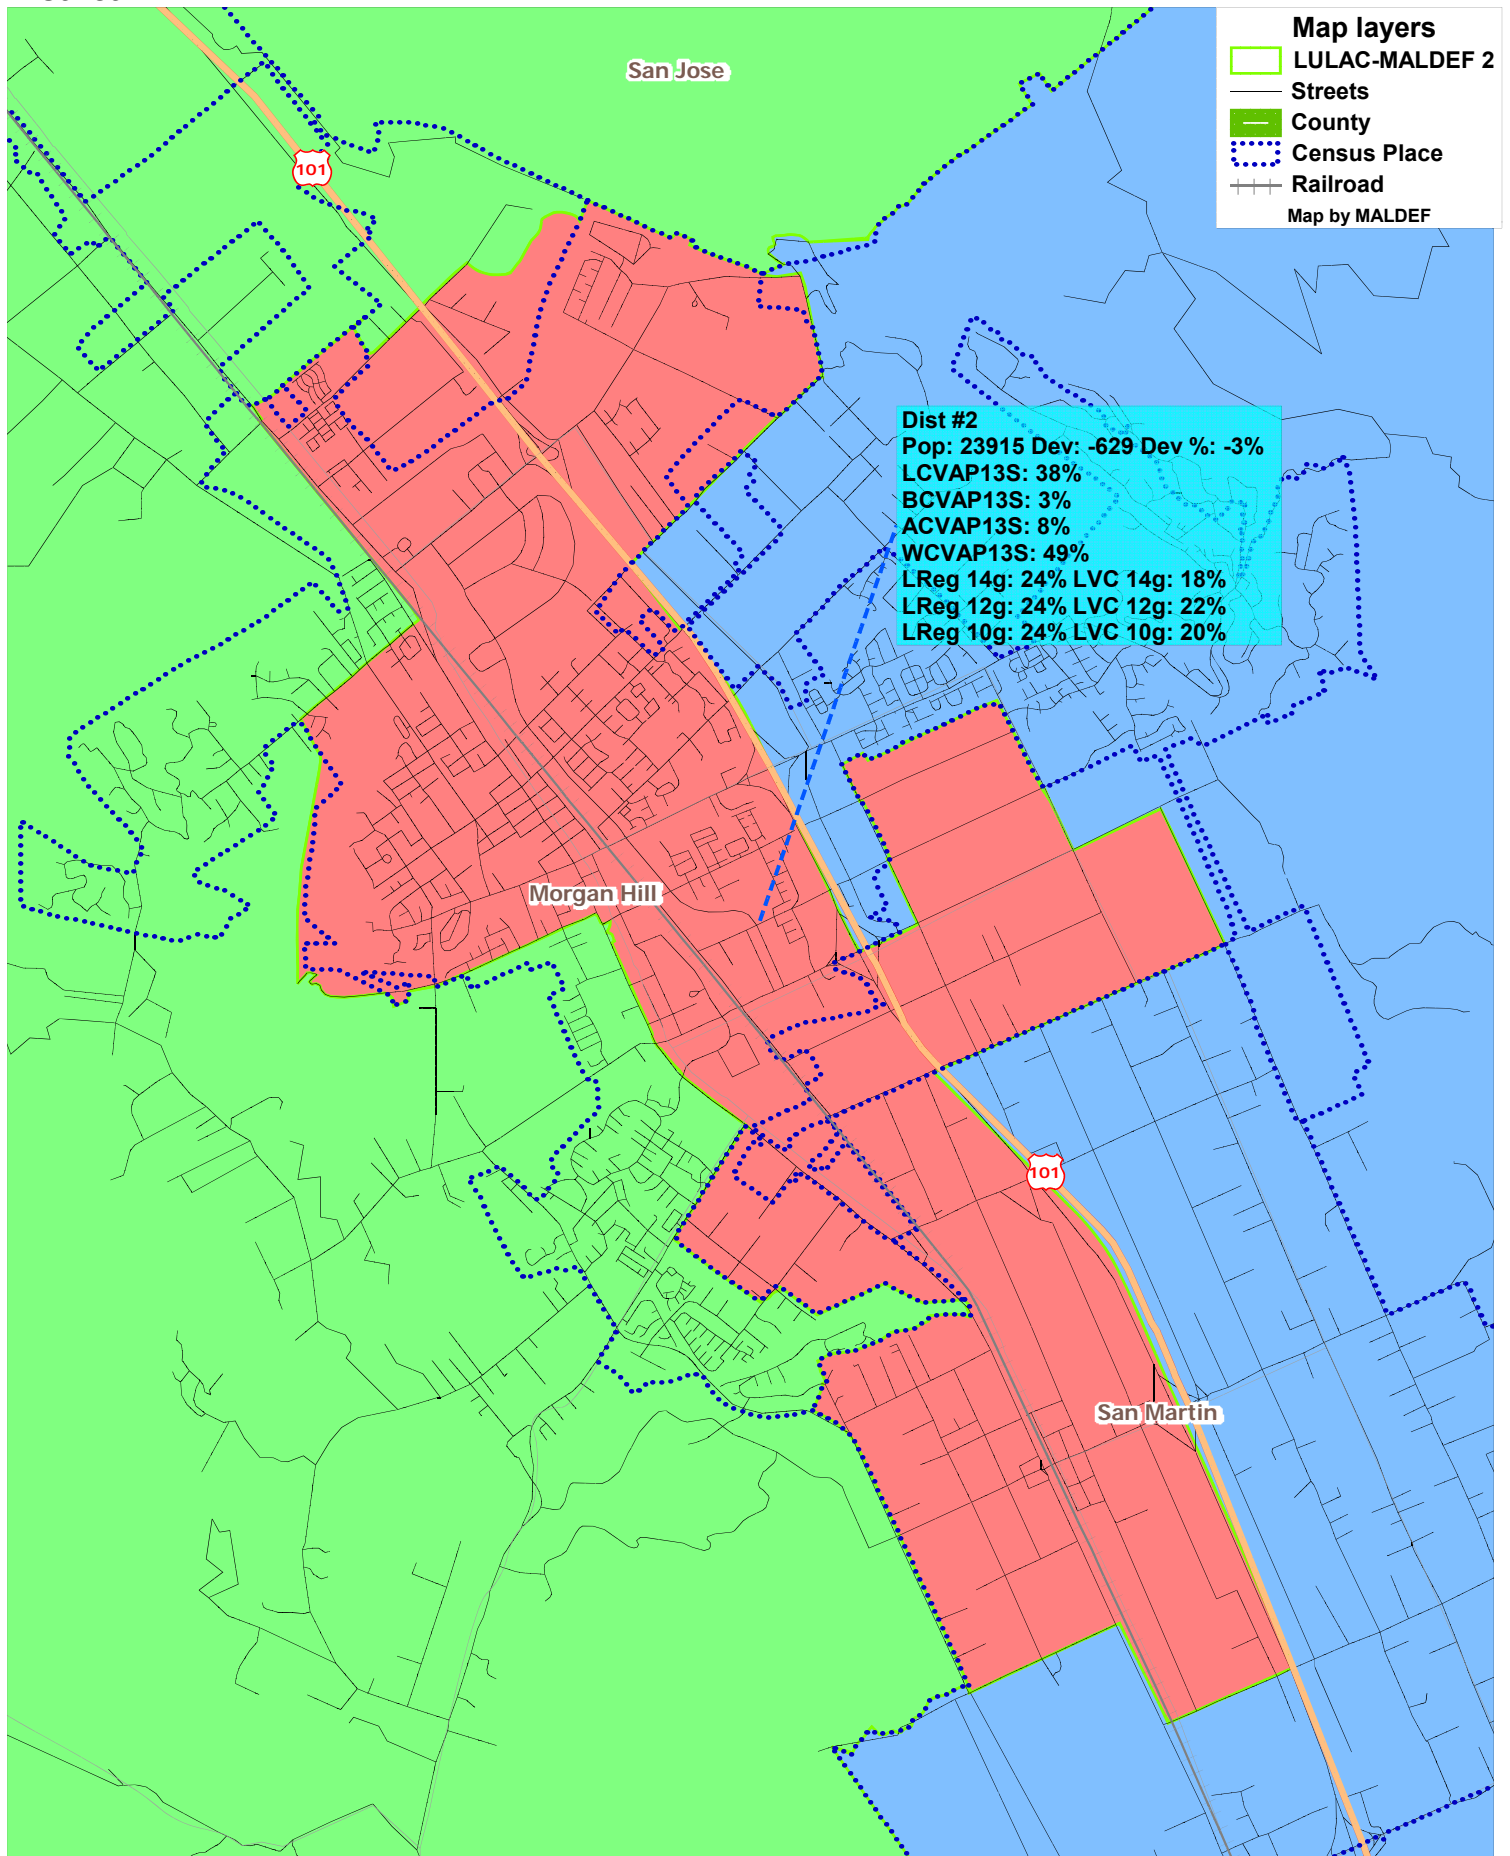 San Jose
Map layers
LULAC-MALDEF 2
Streets
County
Census Place
Railroad
Map by MALDEF
101
Dist #2
Pop: 23915 Dev: -629 Dev %: -3%
LCVAP13S: 38%
BCVAP13S: 3%
ACVAP13S: 8%
WCVAP13S: 49%
LReg 14g: 24% LVC 14g: 18%
LReg 12g: 24% LVC 12g: 22%
LReg 10g: 24% LVC 10g: 20%
Morgan Hill
101
San Martin